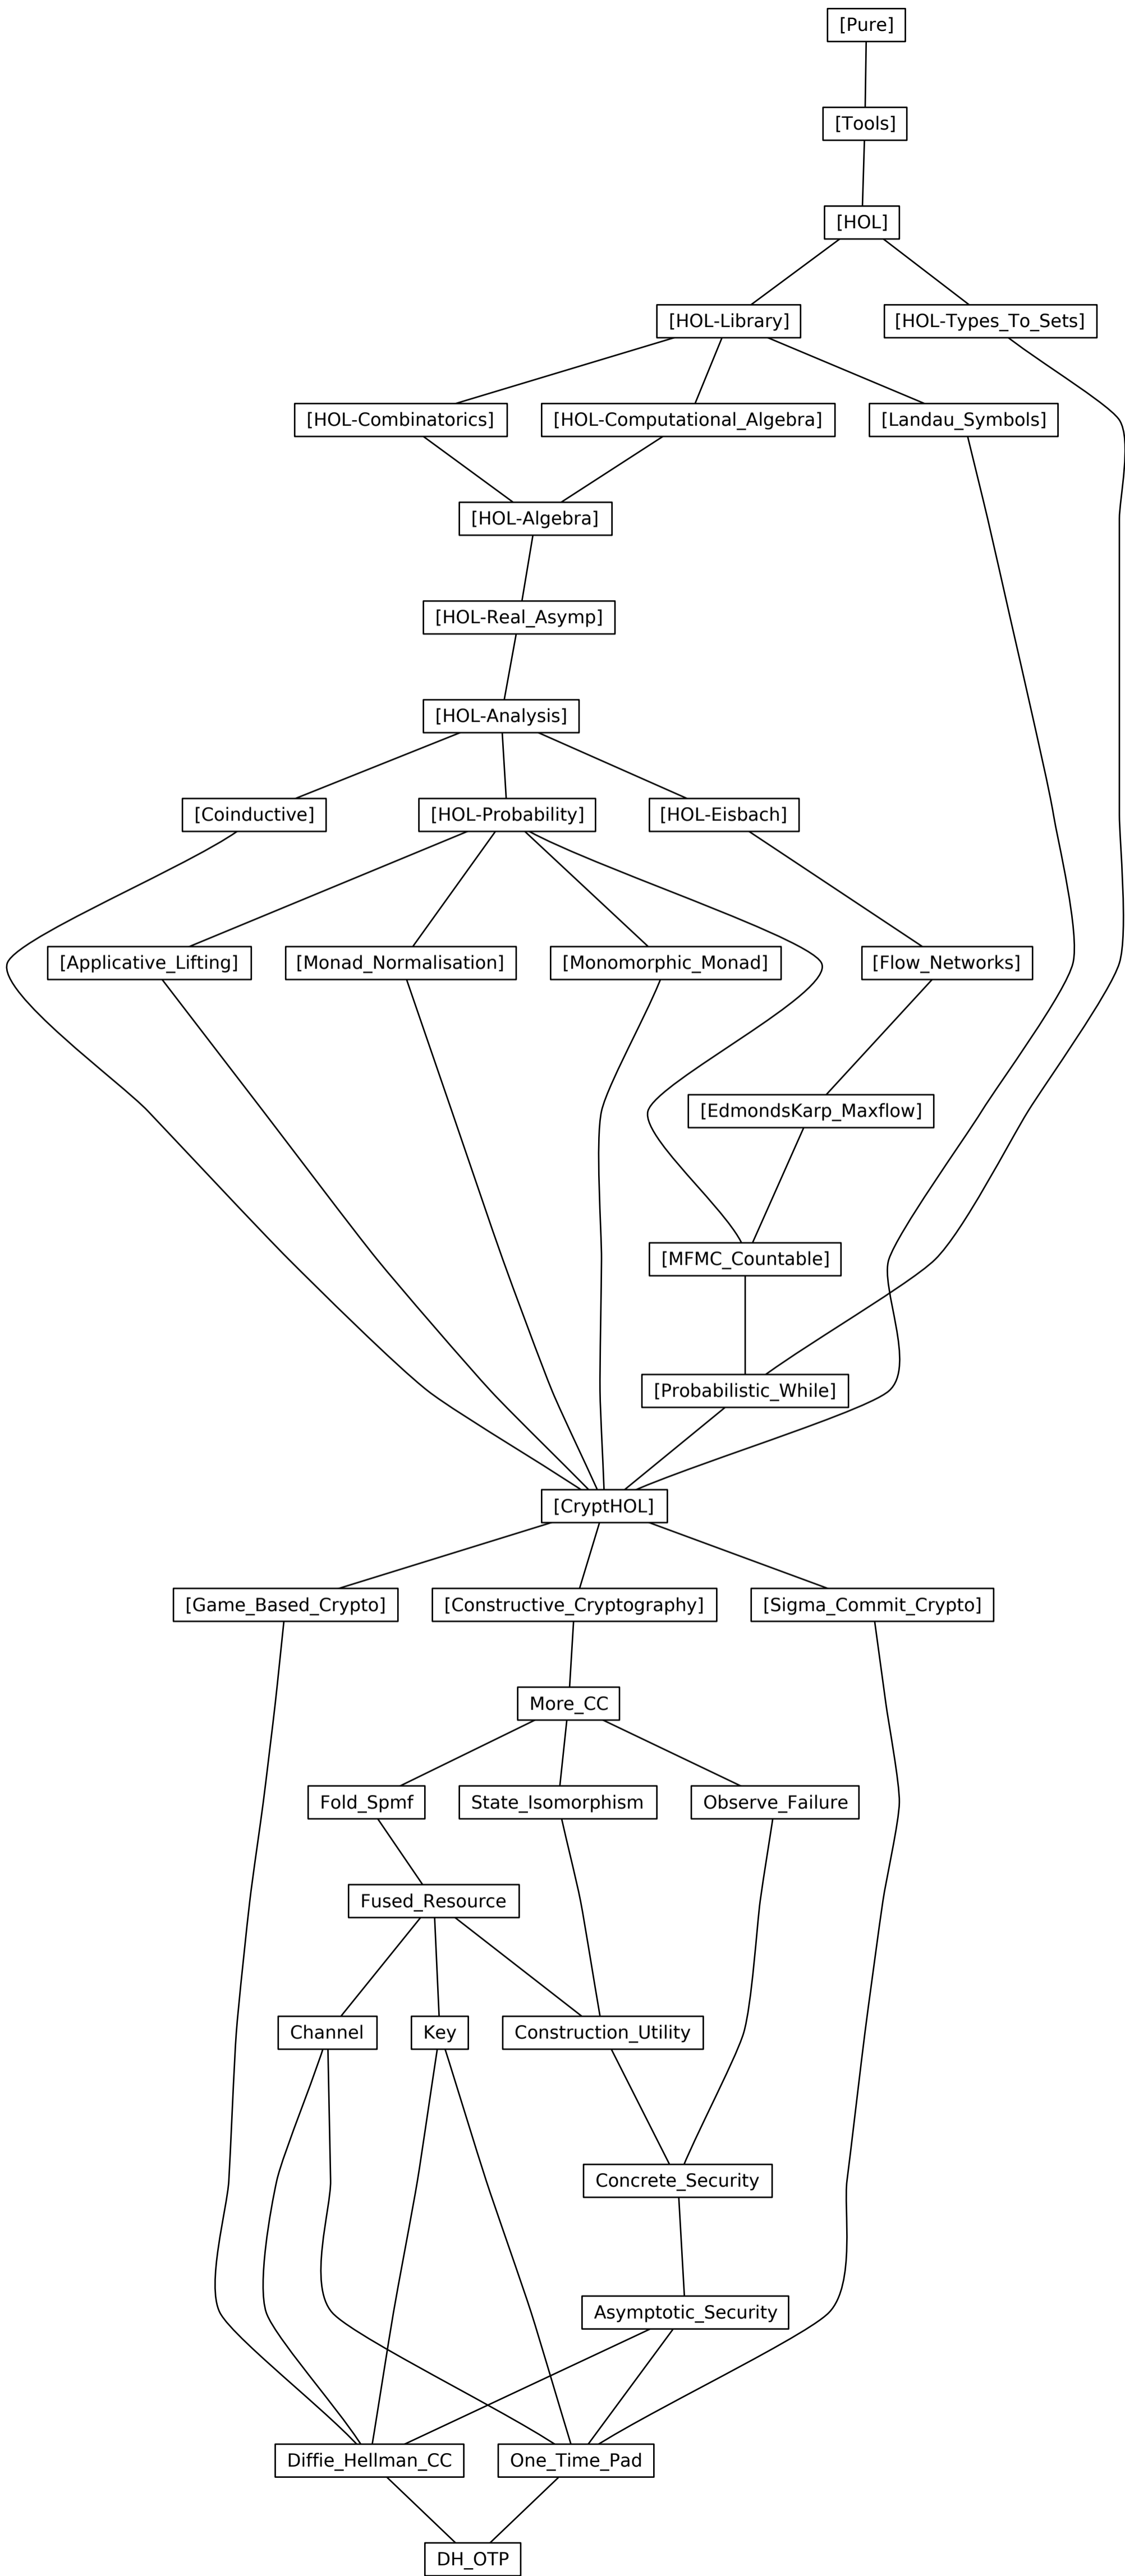 [Pure]
[Tools]
[HOL]
[HOL-Library]
[HOL-Types_To_Sets]
[HOL-Combinatorics]
[HOL-Computational_Algebra]
[Landau_Symbols]
[HOL-Algebra]
[HOL-Real_Asymp]
[HOL-Analysis]
[Coinductive]
[HOL-Probability]
[HOL-Eisbach]
[Applicative_Lifting]
[Monad_Normalisation]
[Monomorphic_Monad]
[Flow_Networks]
[EdmondsKarp_Maxflow]
[MFMC_Countable]
[Probabilistic_While]
[CryptHOL]
[Game_Based_Crypto]
[Constructive_Cryptography]
[Sigma_Commit_Crypto]
More_CC
Fold_Spmf
State_Isomorphism
Observe_Failure
Fused_Resource
Channel
Key
Construction_Utility
Concrete_Security
Asymptotic_Security
Diffie_Hellman_CC
One_Time_Pad
DH_OTP